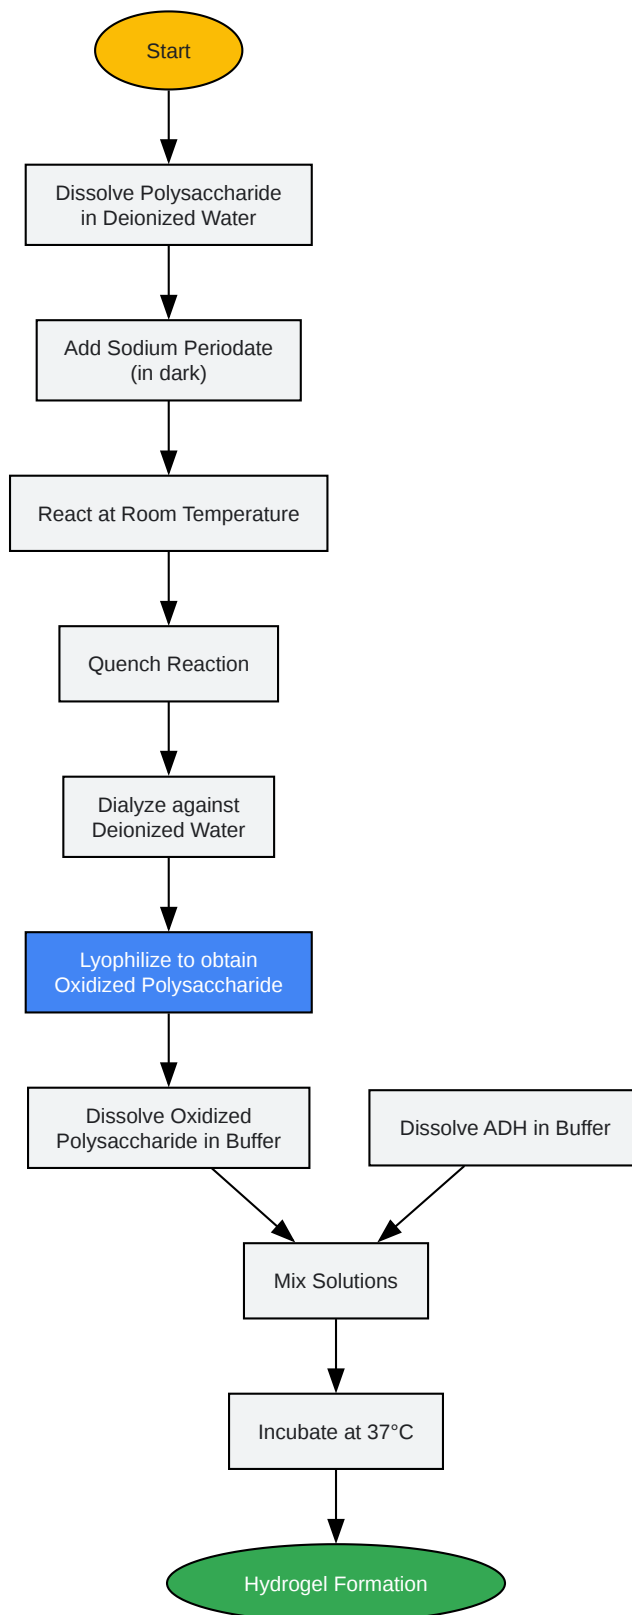 Start
Dissolve Polysaccharide
in Deionized Water
Add Sodium Periodate
(in dark)
React at Room Temperature
Quench Reaction
Dialyze against
Deionized Water
Lyophilize to obtain
Oxidized Polysaccharide
Dissolve Oxidized
Polysaccharide in Buffer
Dissolve ADH in Buffer
Mix Solutions
Incubate at 37°C
Hydrogel Formation